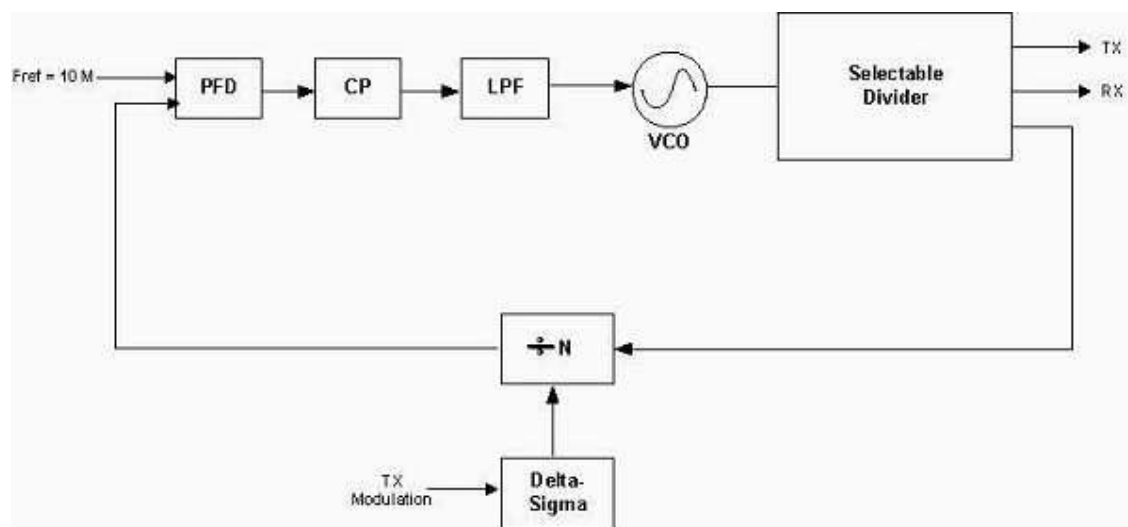 Fref = 10 M
PFD
CP
LPF
VCO
Selectable
Divider
TX
RX
÷ N
TX
Modulation
Delta-
Sigma